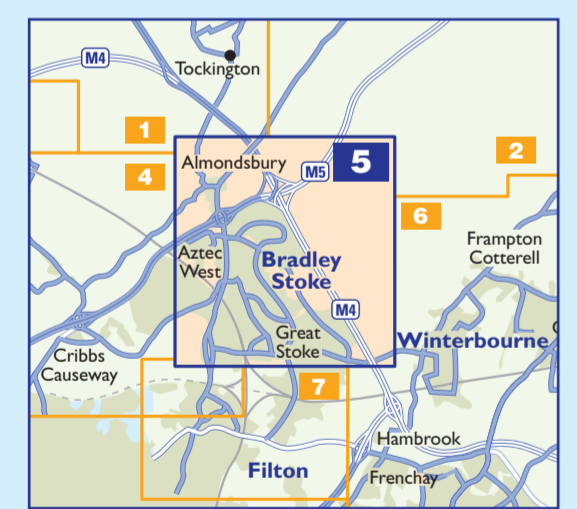 M4
Tockington
1
2
Almondsbury
5
M5
4
6
Frampton
Cotterell
Aztec
West
Bradley
Stoke
M4
Great
Stoke
Winterbourne
Cribbs
Causeway
7
Hambrook
Filton
Frenchay